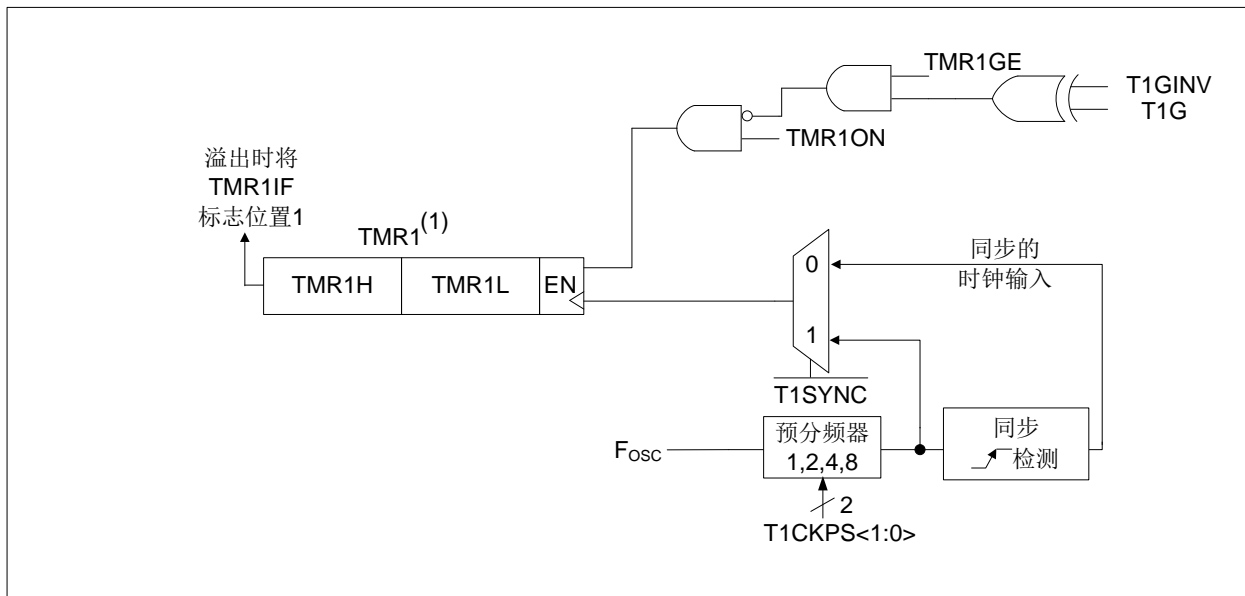 TMR1GE
T1GINV
T1G
TMR1ON
溢出时将
TMR1IF
标志位置1
TMR1(1)
TMR1H
TMR1L
EN
0
1
同步的
时钟输入
T1SYNC
FOSC
预分频器
1,2,4,8
同步
检测
2
T1CKPS<1:0>